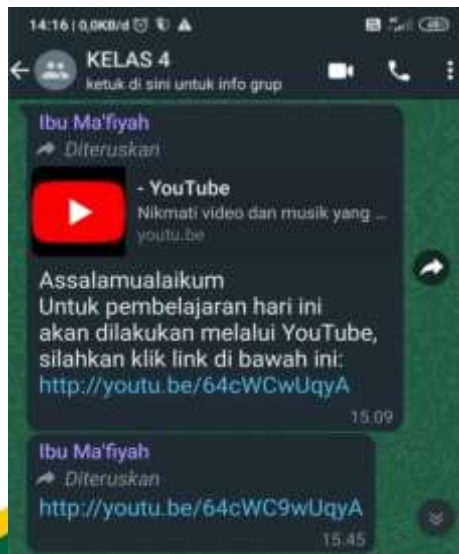 14:16 | 0,0KB/d
KELAS 4
ketuk di sini untuk info grup
Ibu Ma'fiyah
Diteruskan
- YouTube
Nikmati video dan musik yang ...
youtu.be
Assalamualaikum
Untuk pembelajaran hari ini
akan dilakukan melalui YouTube,
silahkan klik link di bawah ini:
http://youtu.be/64cWCwUqyA
15.09
Ibu Ma'fiyah
Diteruskan
http://youtu.be/64cWC9wUqyA
15.45